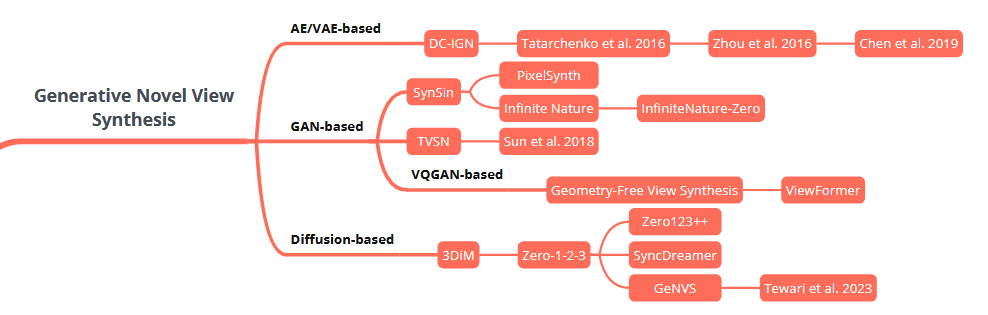 Generative Novel View
Synthesis
AE/VAE-based
DC-IGN
Tatarchenko et al. 2016
Zhou et al. 2016
Chen et al. 2019
GAN-based
SynSin
PixelSynth
Infinite Nature
InfiniteNature-Zero
TVSN
Sun et al. 2018
VQGAN-based
Geometry-Free View Synthesis
ViewFormer
Diffusion-based
3DiM
Zero-1-2-3
Zero123++
SyncDreamer
GeNVS
Tewari et al. 2023